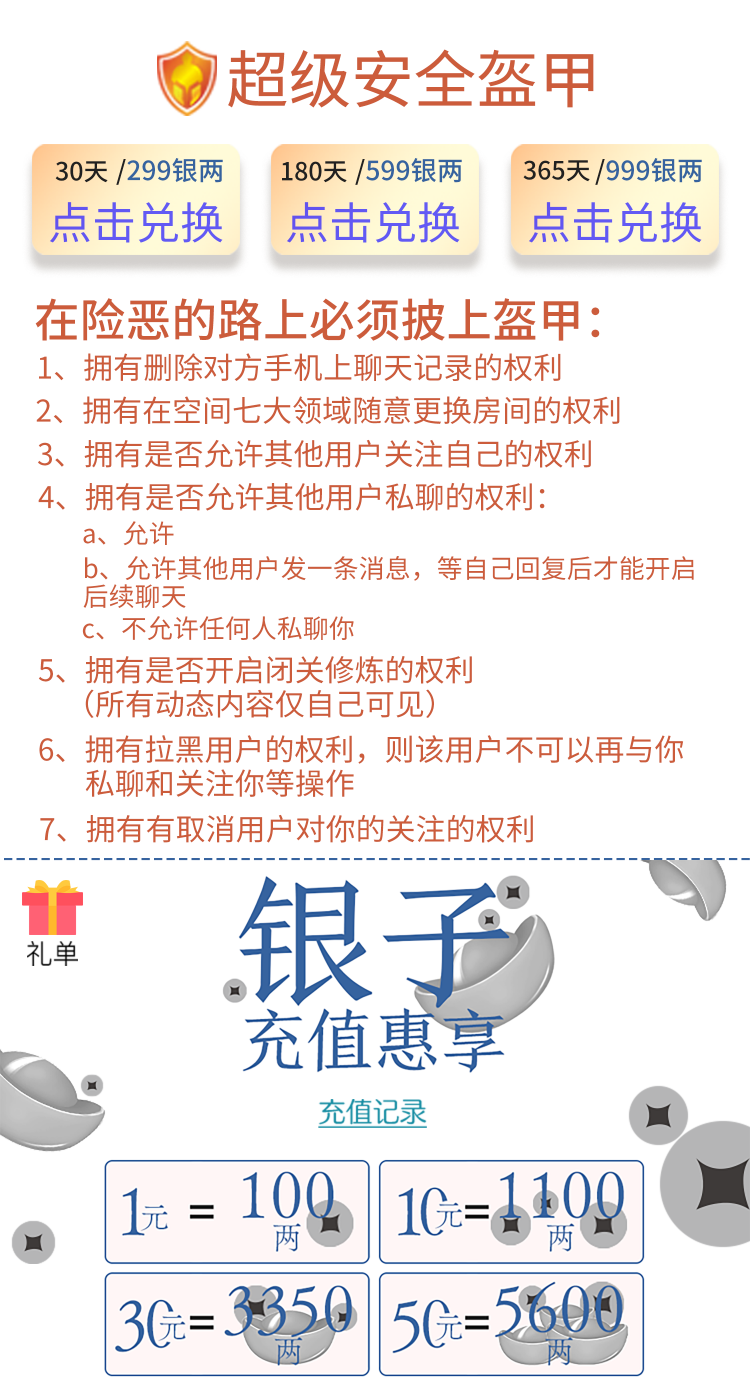 超级安全盔甲
30天 /299银两
点击兑换
180天 /599银两
点击兑换
365天 /999银两
点击兑换
在险恶的路上必须披上盔甲：
1、拥有删除对方手机上聊天记录的权利
2、拥有在空间七大领域随意更换房间的权利
3、拥有是否允许其他用户关注自己的权利
4、拥有是否允许其他用户私聊的权利：
a、允许
b、允许其他用户发一条消息，等自己回复后才能开启
后续聊天
c、不允许任何人私聊你
5、拥有是否开启闭关修炼的权利
（所有动态内容仅自己可见）
6、拥有拉黑用户的权利，则该用户不可以再与你
私聊和关注你等操作
7、拥有有取消用户对你的关注的权利
礼单
银子
充值惠享
充值记录
1元 = 100两
10元=1100两
30元=3350两
50元=5600两